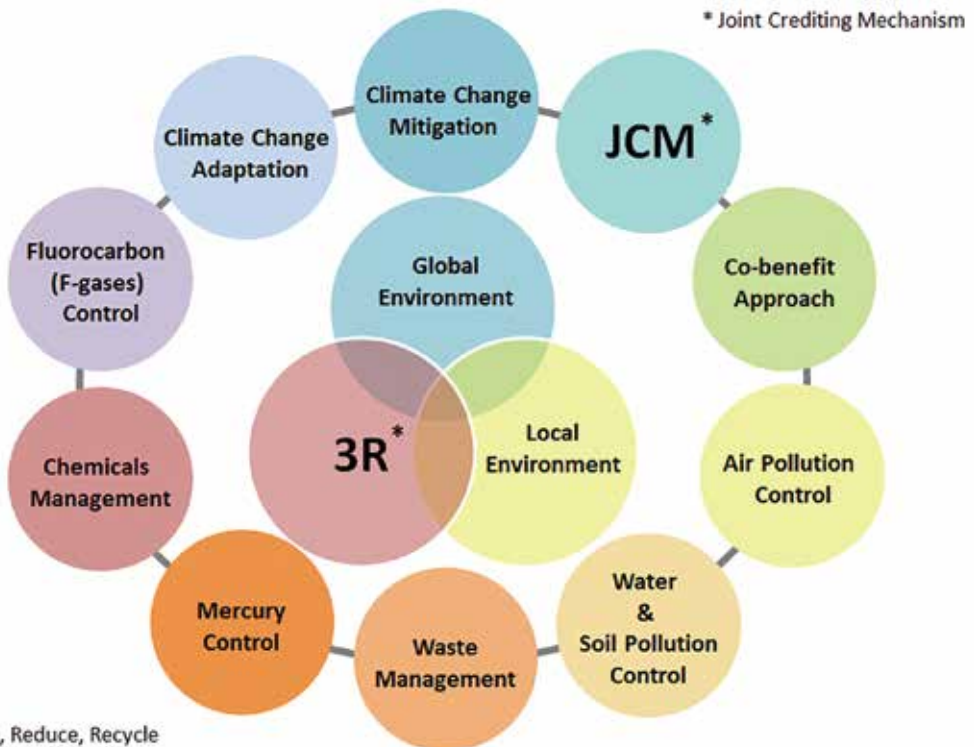 * Joint Crediting Mechanism
Climate Change
Mitigation
JCM*
Climate Change
Adaptation
Fluorocarbon
(F-gases)
Control
Global
Environment
Co-benefit
Approach
3R*
Local
Environment
Chemicals
Management
Air Pollution
Control
Mercury
Control
Waste
Management
Water
&
Soil Pollution
Control
, Reduce, Recycle